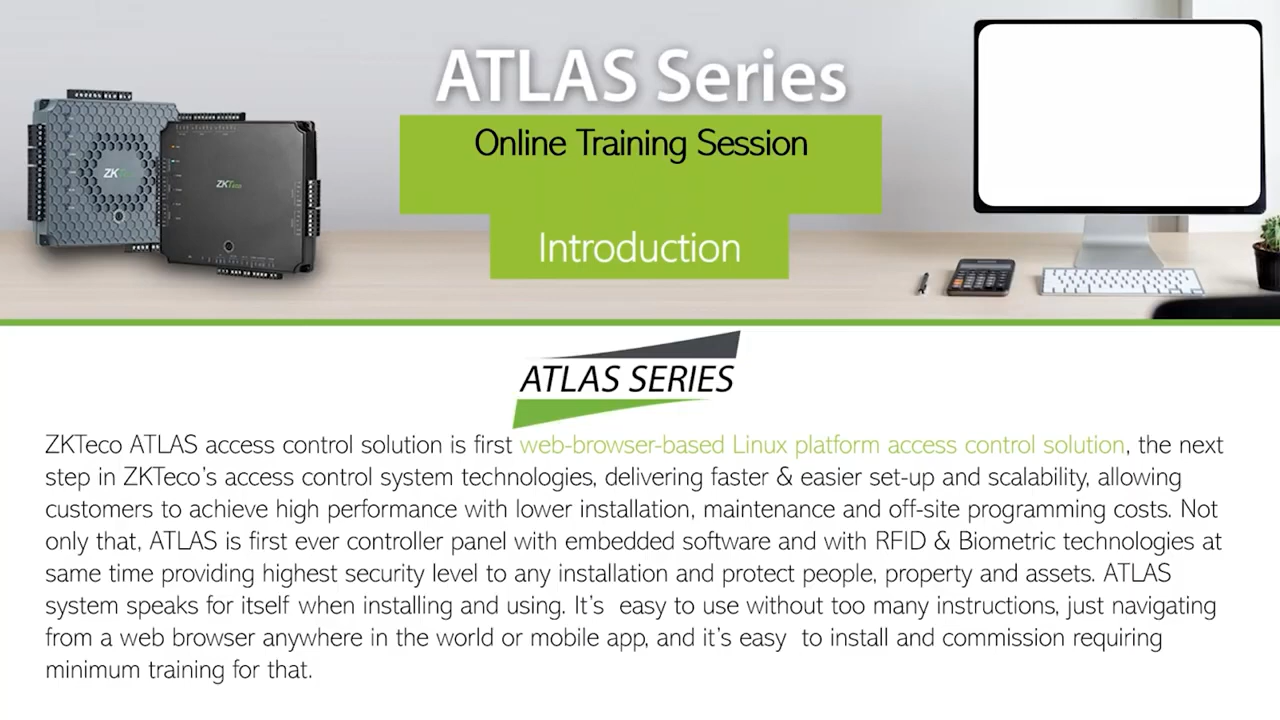 ATLAS Series
Online Training Session
Introduction
ZKTeco
ZKTeco
ATLAS SERIES
ZKTeco ATLAS access control solution is first web-browser-based Linux platform access control solution, the next
step in ZKTeco's access control system technologies, delivering faster & easier set-up and scalability, allowing
customers to achieve high performance with lower installation, maintenance and off-site programming costs. Not
only that, ATLAS is first ever controller panel with embedded software and with RFID & Biometric technologies at
same time providing highest security level to any installation and protect people, property and assets. ATLAS
system speaks for itself when installing and using. It's  easy to use without too many instructions, just navigating
from a web browser anywhere in the world or mobile app, and it's easy  to install and commission requiring
minimum training for that.